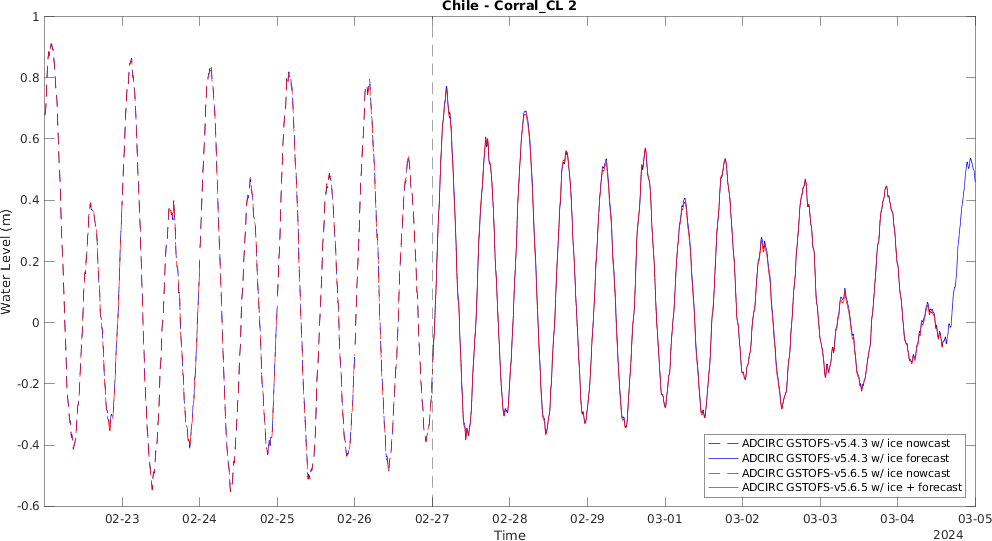 Chile - Corral_CL 2
1
0.8
0.6
0.4
0.2
0
-0.2
-0.4
-0.6
Water Level (m)
ADCIRC GSTOFS-v5.4.3 w/ ice nowcast
ADCIRC GSTOFS-v5.4.3 w/ ice forecast
ADCIRC GSTOFS-v5.6.5 w/ ice nowcast
ADCIRC GSTOFS-v5.6.5 w/ ice + forecast
02-23 02-24 02-25 02-26 02-27 02-28 02-29 03-01 03-02 03-03 03-04 03-05
Time
2024